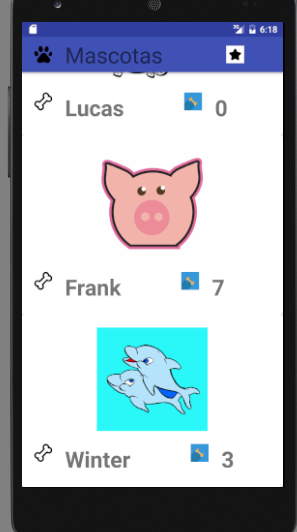 6:18
Mascotas
Lucas 0
Frank 7
Winter 3